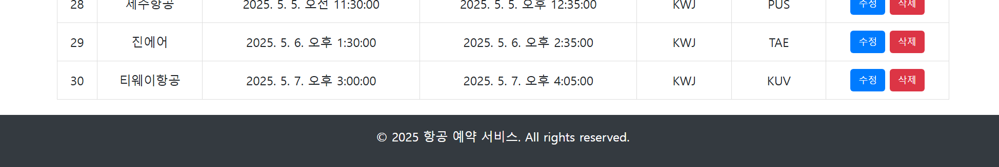 28 제주항공 2025. 5. 5. 오전 11:30:00 2025. 5. 5. 오후 12:35:00 KWJ PUS 수정 삭제
29 진에어 2025. 5. 6. 오후 1:30:00 2025. 5. 6. 오후 2:35:00 KWJ TAE 수정 삭제
30 티웨이항공 2025. 5. 7. 오후 3:00:00 2025. 5. 7. 오후 4:05:00 KWJ KUV 수정 삭제
© 2025 항공 예약 서비스. All rights reserved.